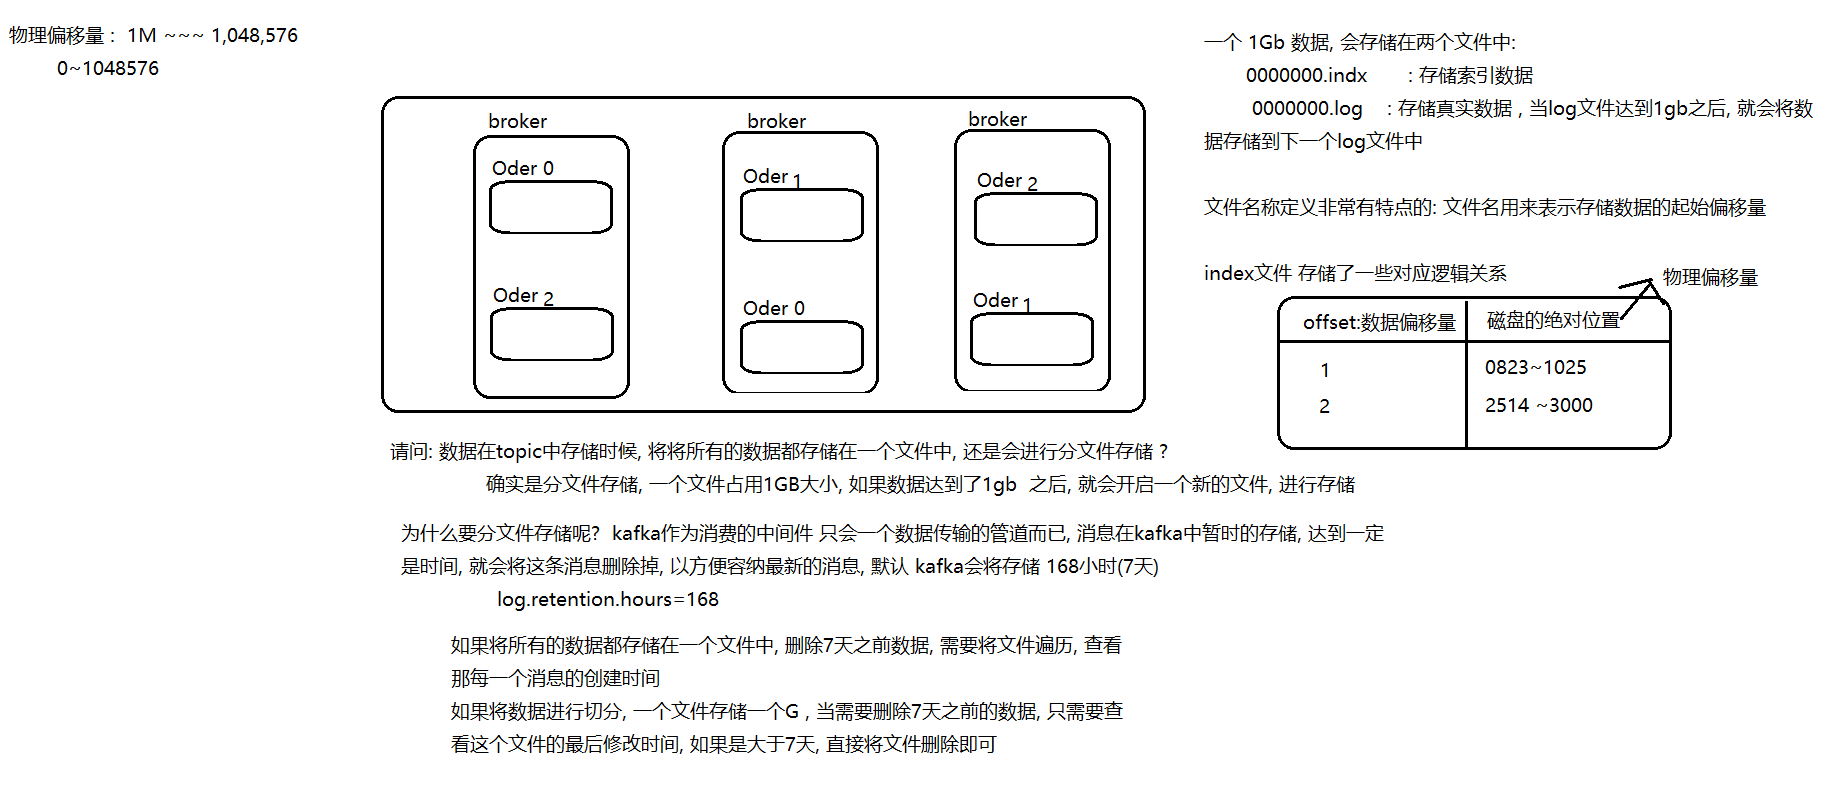 物理偏移量： 1M ~~~ 1,048,576
0~1048576
broker
Oder 0
Oder 2
broker
Oder 1
Oder 0
broker
Oder 2
Oder 1
一个 1Gb 数据, 会存储在两个文件中:
0000000.indx : 存储索引数据
0000000.log : 存储真实数据 , 当log文件达到1gb之后, 就会将数
据存储到下一个log文件中
文件名称定义非常有特点的: 文件名用来表示存储数据的起始偏移量
index文件 存储了一些对应逻辑关系
物理偏移量
offset:数据偏移量 磁盘的绝对位置
1 0823~1025
2 2514 ~3000
请问: 数据在topic中存储时候, 将将所有的数据都存储在一个文件中, 还是会进行分文件存储 ?
确实是分文件存储, 一个文件占用1GB大小, 如果数据达到了1gb 之后, 就会开启一个新的文件, 进行存储
为什么要分文件存储呢? kafka作为消费的中间件 只会一个数据传输的管道而已, 消息在kafka中暂时的存储, 达到一定
是时间, 就会将这条消息删除掉, 以方便容纳最新的消息, 默认 kafka会将存储 168小时(7天)
log.retention.hours=168
如果将所有的数据都存储在一个文件中, 删除7天之前数据, 需要将文件遍历, 查看
那每一个消息的创建时间
如果将数据进行切分, 一个文件存储一个G , 当需要删除7天之前的数据, 只需要查
看这个文件的最后修改时间, 如果是大于7天, 直接将文件删除即可